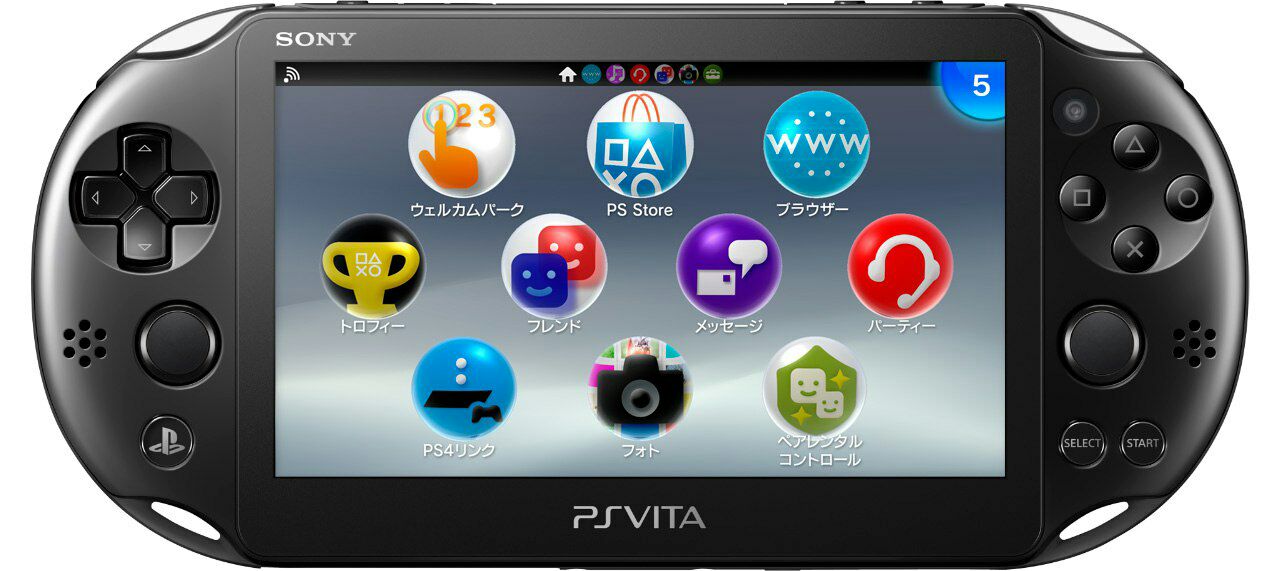 SONY
www
5
123
WWW
ウェルカムパーク
PS Store
ブラウザー
トロフィー
フレンド
メッセージ
パーティー
PS4リンク
フォト
ペアレンタル
コントロール
SELECT
START
PSVITA